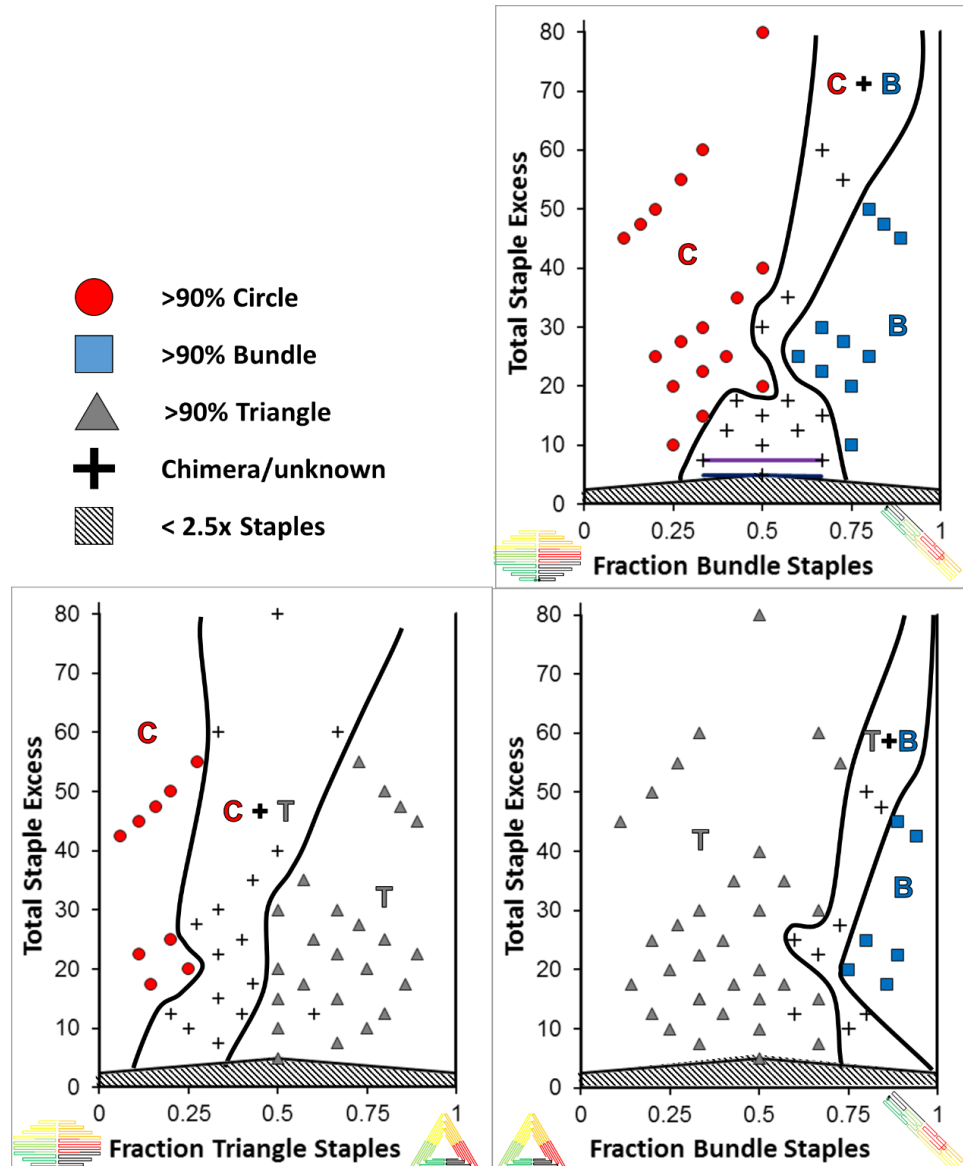 80
70
60
50
40
30
20
10
0
Total Staple Excess
C + B
C
B
0 0.25 0.5 0.75 1
Fraction Bundle Staples
>90% Circle
>90% Bundle
>90% Triangle
Chimera/unknown
< 2.5x Staples
80
70
60
50
40
30
20
10
0
Total Staple Excess
C
C + T
T
0 0.25 0.5 0.75 1
Fraction Triangle Staples
80
70
60
50
40
30
20
10
0
Total Staple Excess
T+B
T
B
0 0.25 0.5 0.75 1
Fraction Bundle Staples